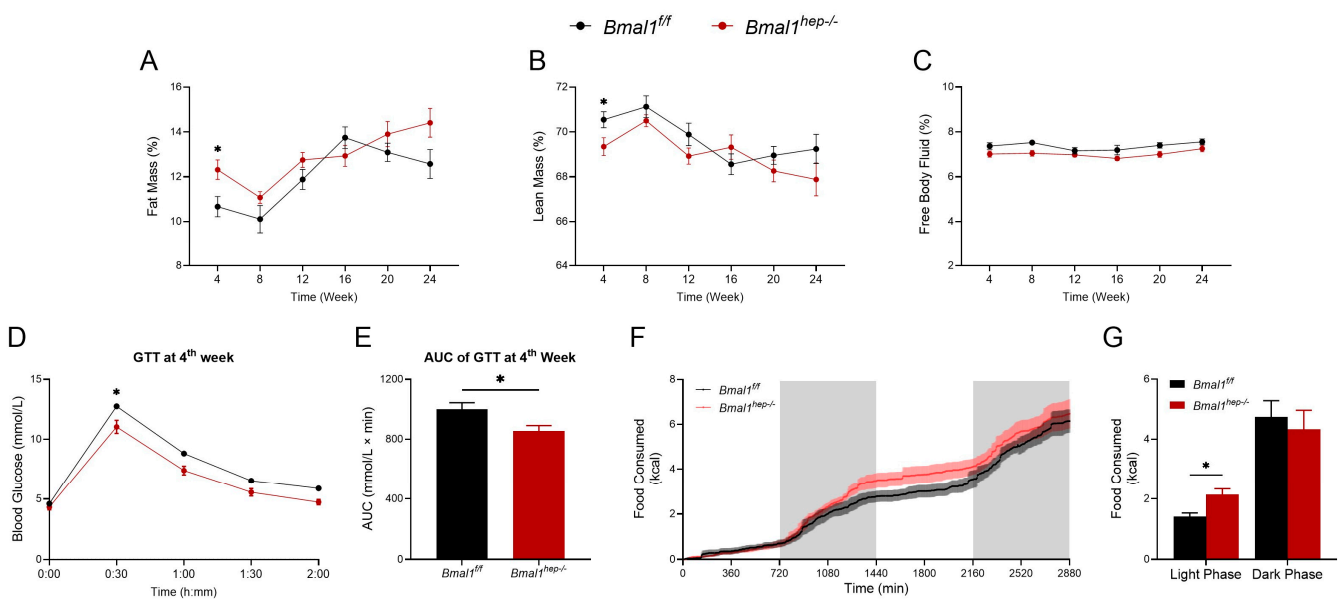 Bmal1f/f Bmal1hep-/-
A
Fat Mass (%)
16
14
12
10
8
*
4 8 12 16 20 24
Time (Week)
B
Lean Mass (%)
72
70
68
66
64
*
4 8 12 16 20 24
Time (Week)
C
Free Body Fluid (%)
10
8
6
4
2
4 8 12 16 20 24
Time (Week)
D
GTT at 4th week
Blood Glucose (mmol/L)
15
10
5
0
*
0:00 0:30 1:00 1:30 2:00
Time (h:mm)
E
AUC of GTT at 4th Week
AUC (mmol/L × min)
1200
800
400
0
*
Bmal1f/f Bmal1hep-/-
F
Bmal1f/f
Bmal1hep-/-
Food Consumed
(kcal)
8
6
4
2
0
0 360 720 1080 1440 1800 2160 2520 2880
Time (min)
G
Bmal1f/f
Bmal1hep-/-
Food Consumed
(kcal)
6
4
2
0
*
Light Phase Dark Phase